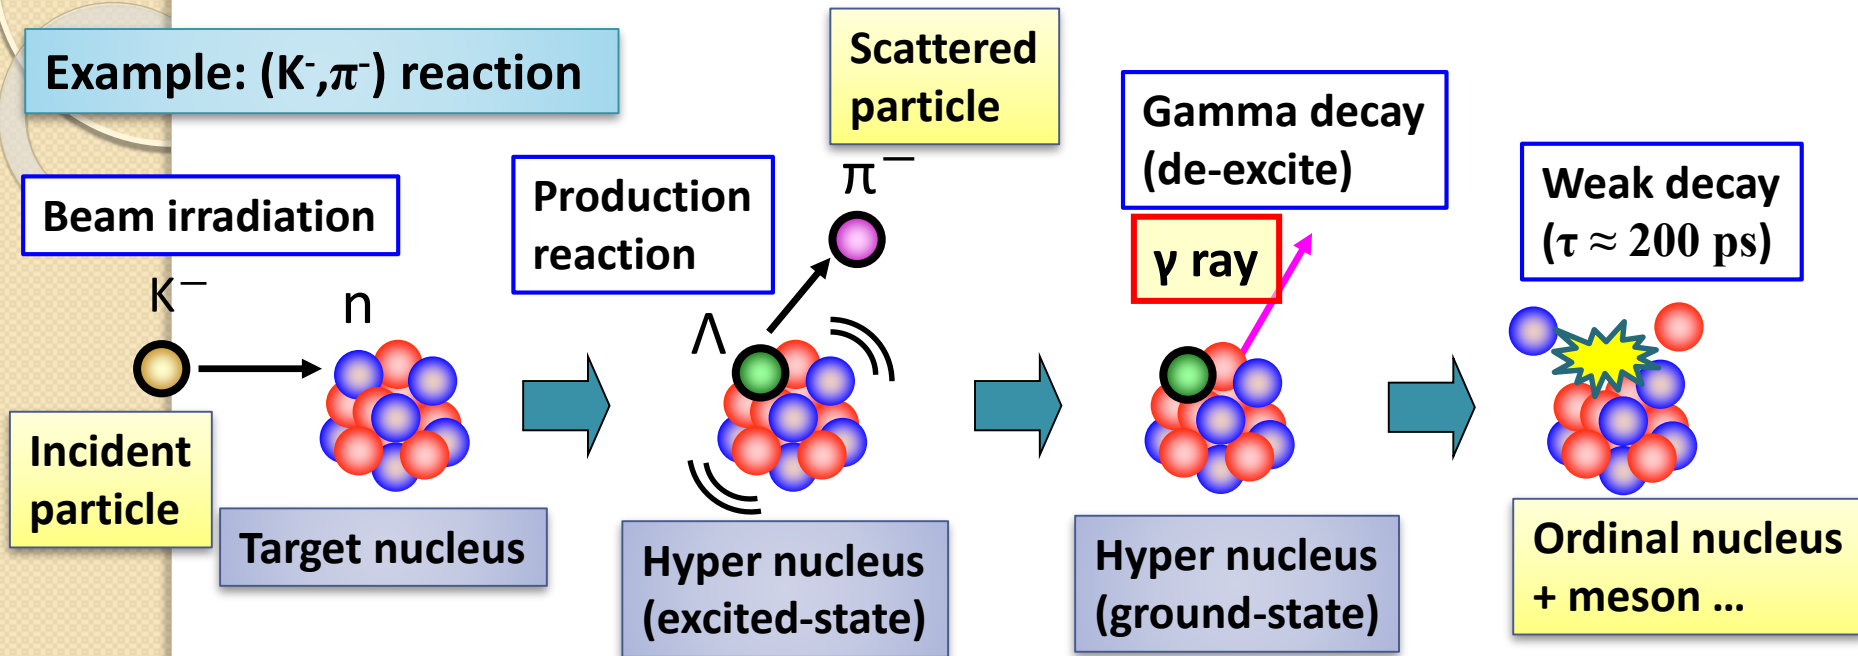 Example: (K⁻,π⁻) reaction
Scattered
particle
Beam irradiation
Production
reaction
π⁻
Gamma decay
(de-excite)
γ ray
Weak decay
(τ ≈ 200 ps)
K⁻
n
Λ
Incident
particle
Target nucleus
Hyper nucleus
(excited-state)
Hyper nucleus
(ground-state)
Ordinal nucleus
+ meson ...